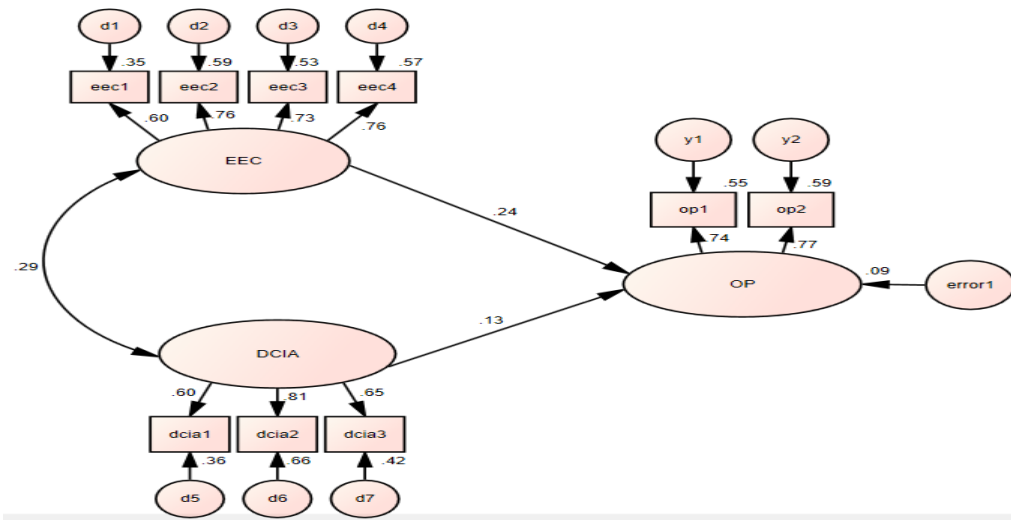 d1 d2 d3 d4
.35 .59 .53 .57
eec1 eec2 eec3 eec4
.60 .76 .73 .76
EEC
y1 y2
.55 .59
op1 op2
.74 .77
.24
.29
OP
.09
error1
.13
DCIA
.60 .81 .65
dcia1 dcia2 dcia3
.36 .66 .42
d5 d6 d7